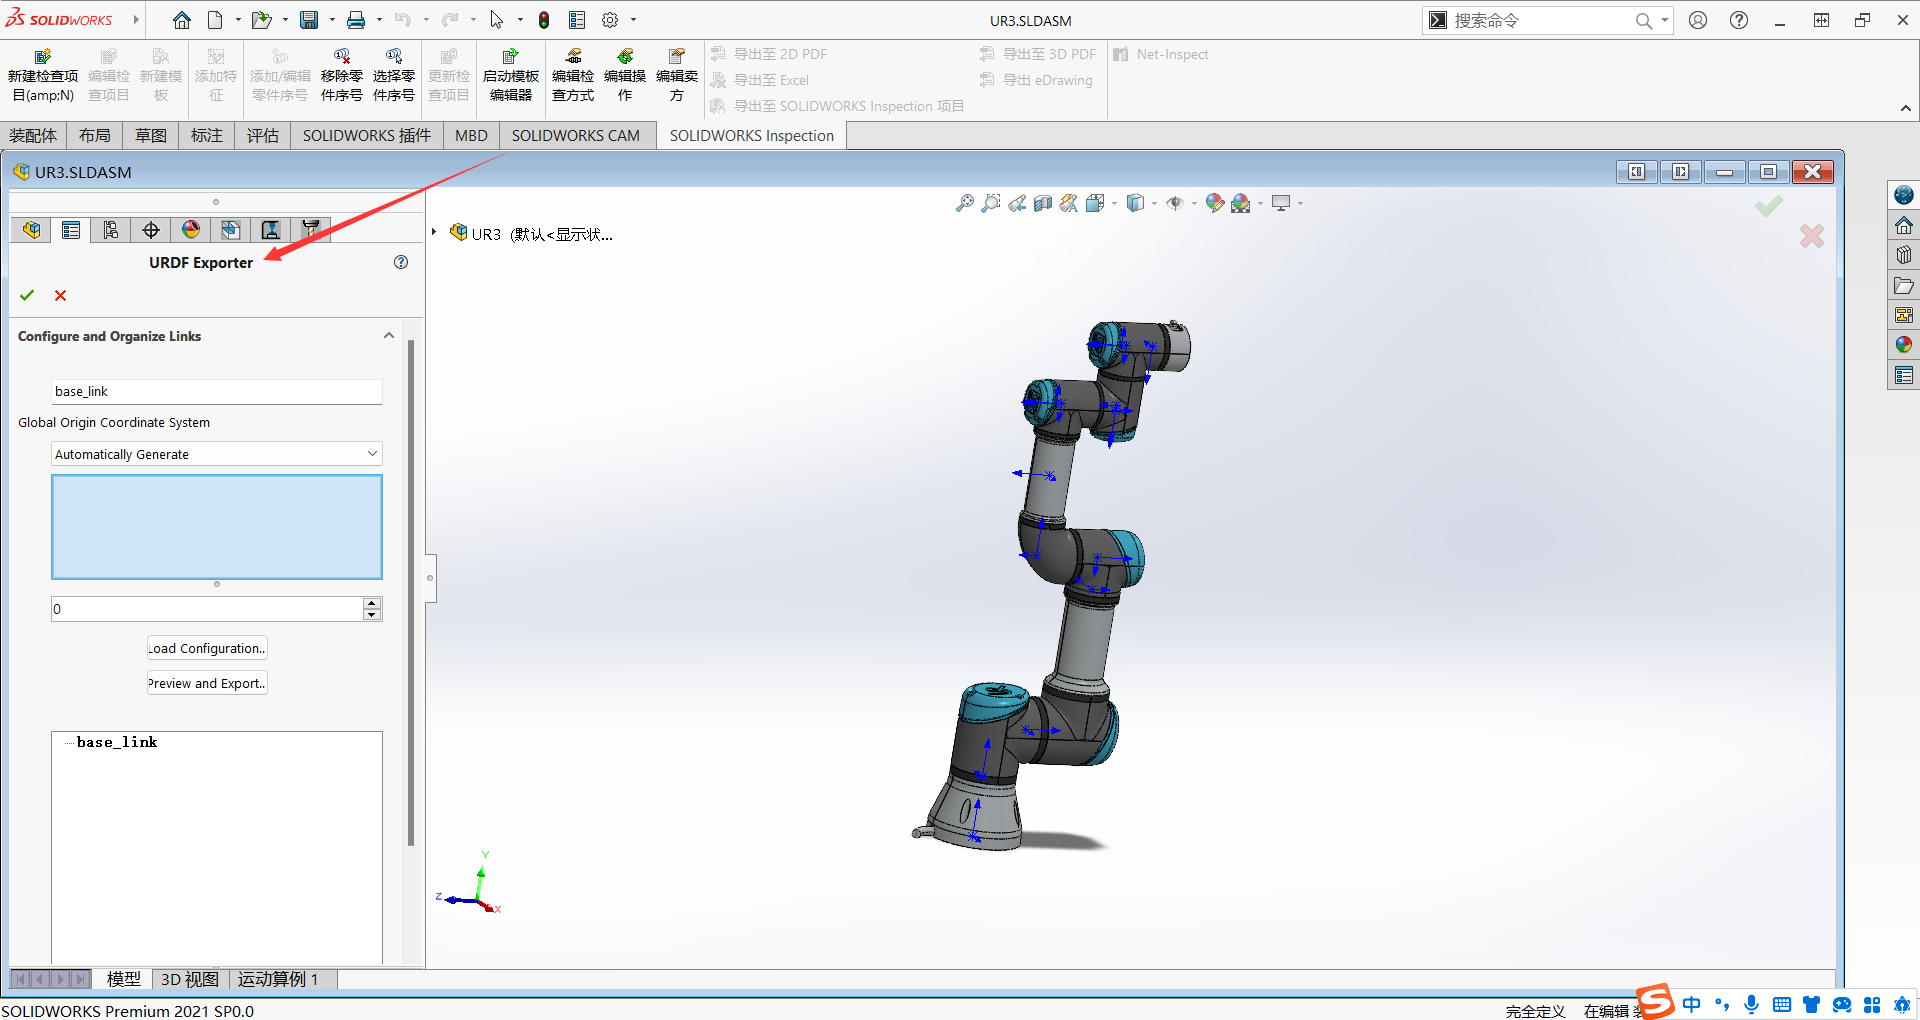 SOLIDWORKS
UR3.SLDASM
搜索命令
新建检查项
目(amp;N)
编辑检
查项目
新建模
板
添加特
征
添加/编辑
零件序号
移除零
件序号
选择零
件序号
更新检
查项目
启动模板
编辑器
编辑检
查方式
编辑操
作
编辑卖
方
导出至 2D PDF
导出至 Excel
导出至 SOLIDWORKS Inspection 项目
导出至 3D PDF
导出 eDrawing
Net-Inspect
装配体
布局
草图
标注
评估
SOLIDWORKS 插件
MBD
SOLIDWORKS CAM
SOLIDWORKS Inspection
UR3.SLDASM
UR3 (默认<显示状...
URDF Exporter
Configure and Organize Links
base_link
Global Origin Coordinate System
Automatically Generate
0
Load Configuration..
Preview and Export..
base_link
Y
Z
X
模型
3D 视图
运动算例 1
SOLIDWORKS Premium 2021 SP0.0
完全定义
在编辑
中